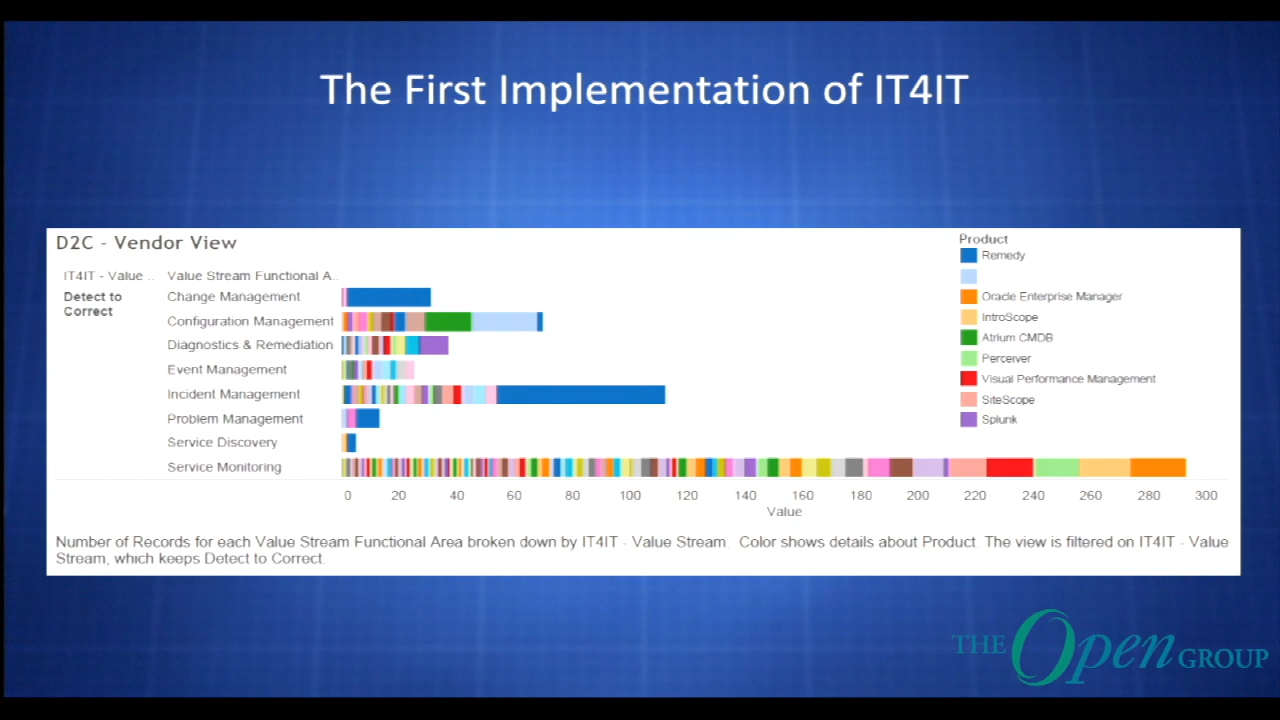 The First Implementation of IT4IT
D2C - Vendor View
IT4IT - Value ..
Value Stream Functional A..
Detect to
Correct
Change Management
Configuration Management
Diagnostics & Remediation
Event Management
Incident Management
Problem Management
Service Discovery
Service Monitoring
0 20 40 60 80 100 120 140 160 180 200 220 240 260 280 300
Value
Product
Remedy
Oracle Enterprise Manager
IntroScope
Atrium CMDB
Perceiver
Visual Performance Management
SiteScope
Splunk
Number of Records for each Value Stream Functional Area broken down by IT4IT - Value Stream. Color shows details about Product. The view is filtered on IT4IT - Value
Stream, which keeps Detect to Correct.
THE Open GROUP